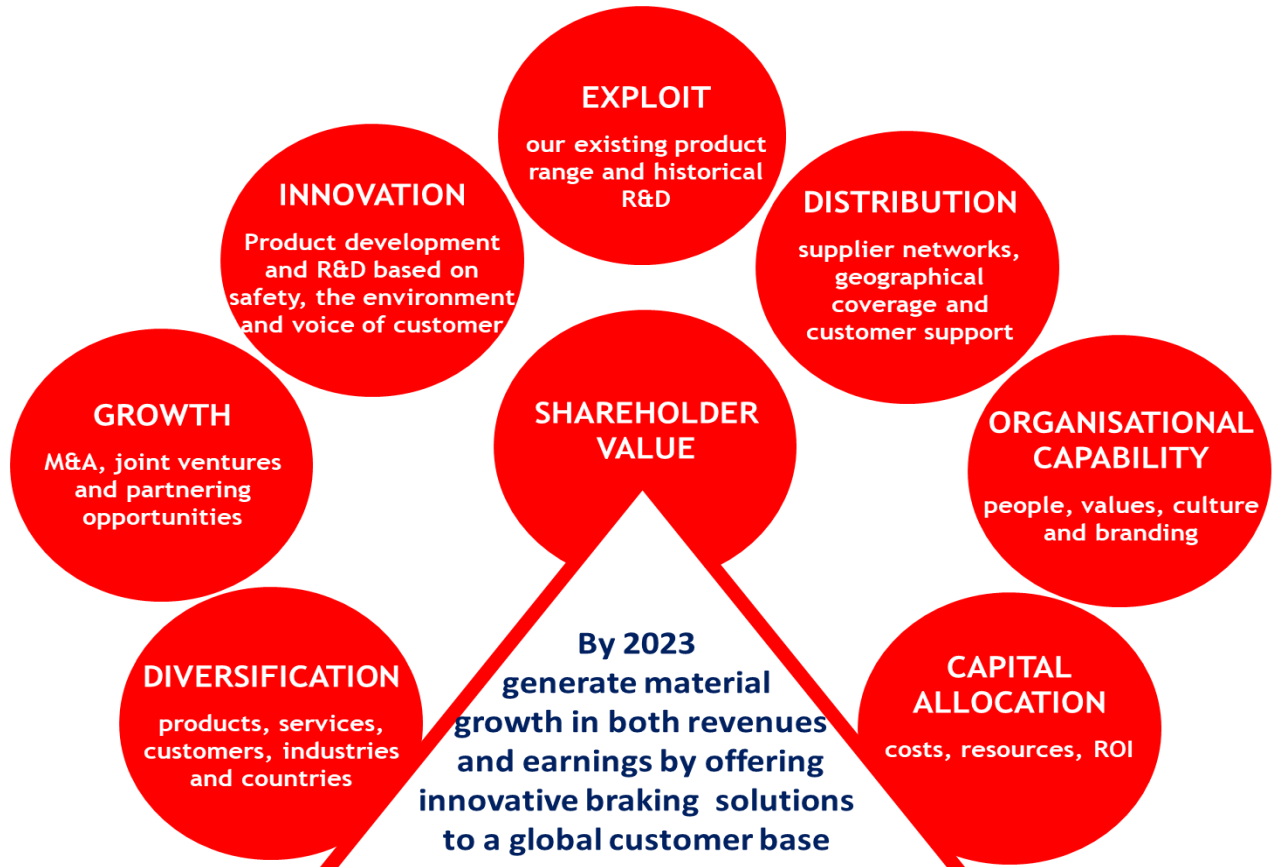 EXPLOIT
our existing product
range and historical
R&D
INNOVATION
Product development
and R&D based on
safety, the environment
and voice of customer
DISTRIBUTION
supplier networks,
geographical
coverage and
customer support
GROWTH
M&A, joint ventures
and partnering
opportunities
SHAREHOLDER
VALUE
ORGANISATIONAL
CAPABILITY
people, values, culture
and branding
DIVERSIFICATION
products, services,
customers, industries
and countries
By 2023
generate material
growth in both revenues
and earnings by offering
innovative braking solutions
to a global customer base
CAPITAL
ALLOCATION
costs, resources, ROI